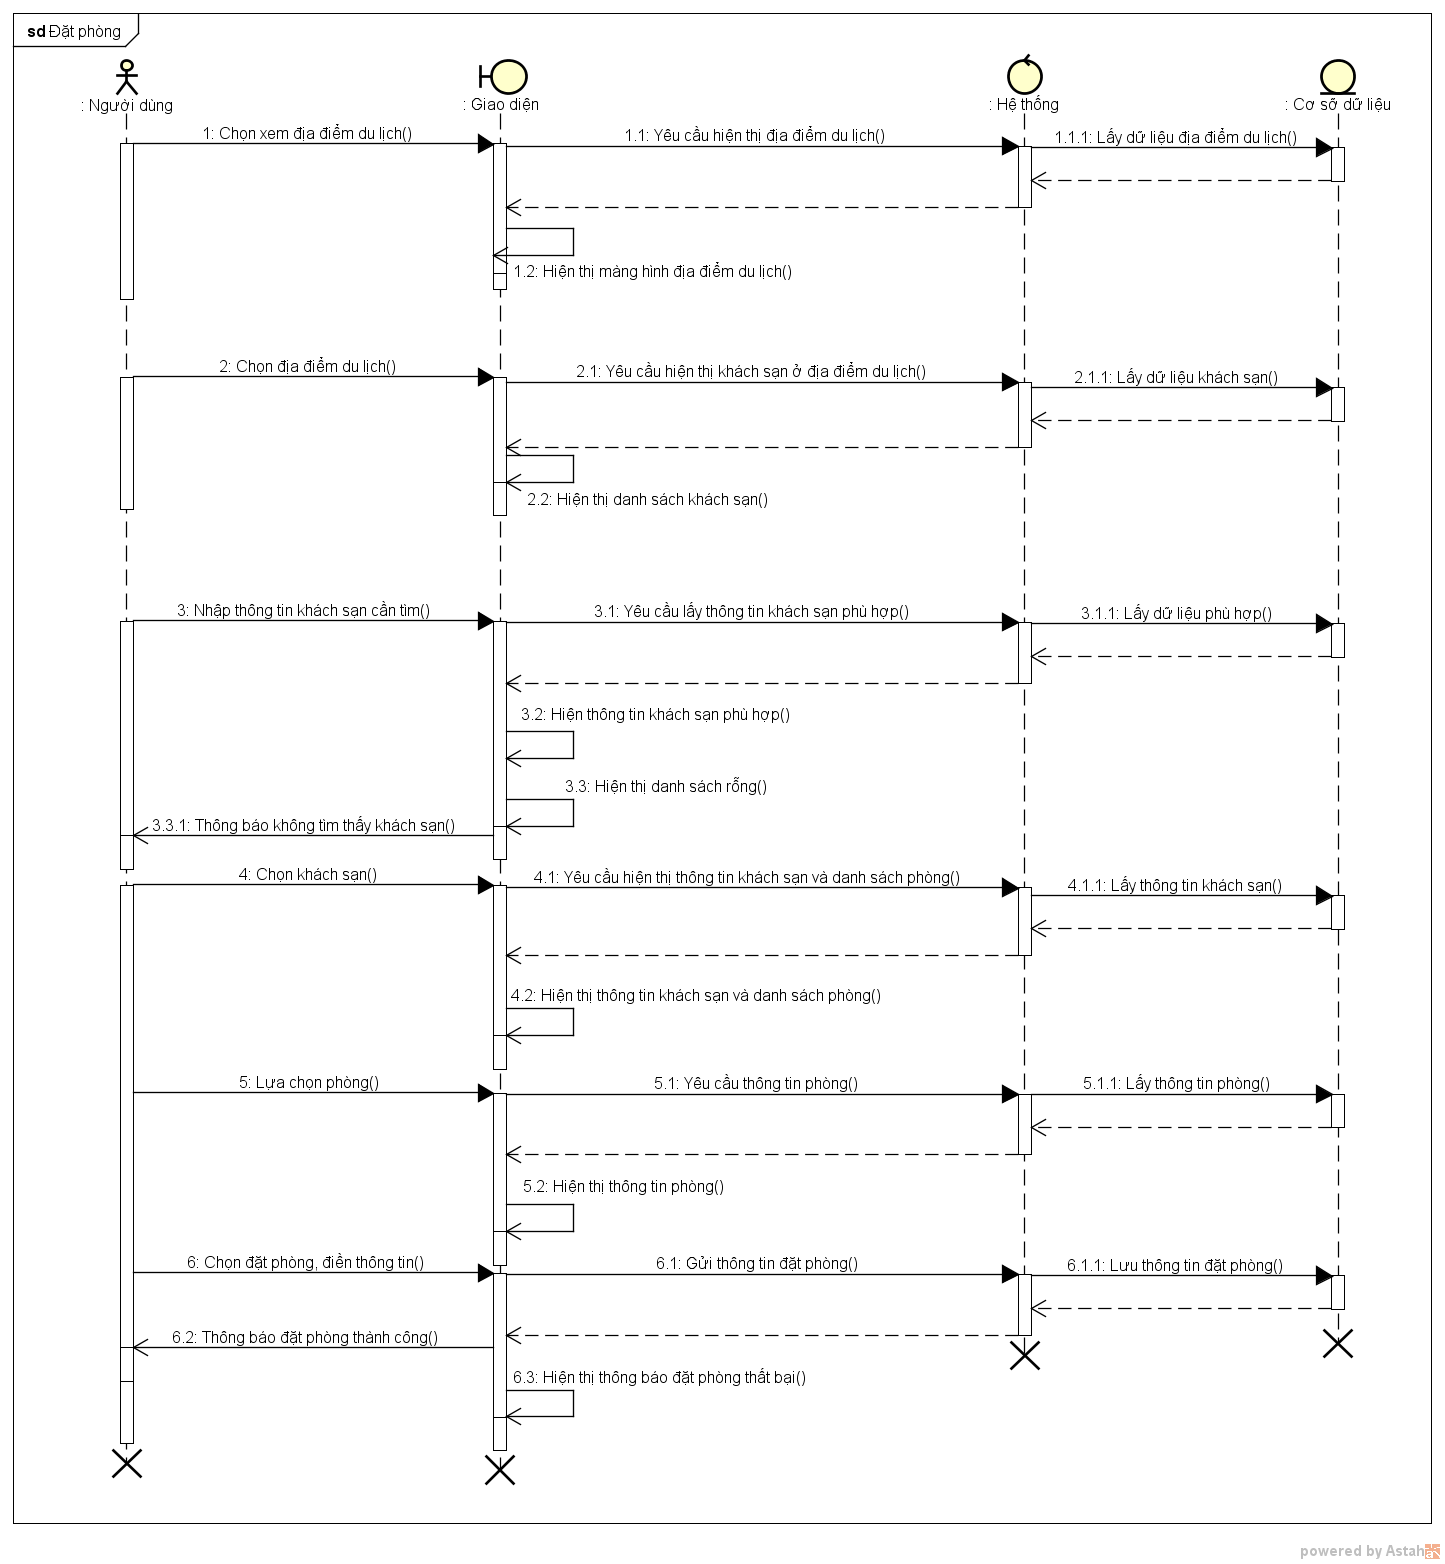 sd Đặt phòng
: Người dùng
: Giao diện
: Hệ thống
: Cơ sỡ dữ liệu
1: Chọn xem địa điểm du lịch()
1.1: Yêu cầu hiện thị địa điểm du lịch()
1.1.1: Lấy dữ liệu địa điểm du lịch()
1.2: Hiện thị màng hình địa điểm du lịch()
2: Chọn địa điểm du lịch()
2.1: Yêu cầu hiện thị khách sạn ở địa điểm du lịch()
2.1.1: Lấy dữ liệu khách sạn()
2.2: Hiện thị danh sách khách sạn()
3: Nhập thông tin khách sạn cần tìm()
3.1: Yêu cầu lấy thông tin khách sạn phù hợp()
3.1.1: Lấy dữ liệu phù hợp()
3.2: Hiện thông tin khách sạn phù hợp()
3.3: Hiện thị danh sách rỗng()
3.3.1: Thông báo không tìm thấy khách sạn()
4: Chọn khách sạn()
4.1: Yêu cầu hiện thị thông tin khách sạn và danh sách phòng()
4.1.1: Lấy thông tin khách sạn()
4.2: Hiện thị thông tin khách sạn và danh sách phòng()
5: Lựa chọn phòng()
5.1: Yêu cầu thông tin phòng()
5.1.1: Lấy thông tin phòng()
5.2: Hiện thị thông tin phòng()
6: Chọn đặt phòng, điền thông tin()
6.1: Gửi thông tin đặt phòng()
6.1.1: Lưu thông tin đặt phòng()
6.2: Thông báo đặt phòng thành công()
6.3: Hiện thị thông báo đặt phòng thất bại()
powered by Astah